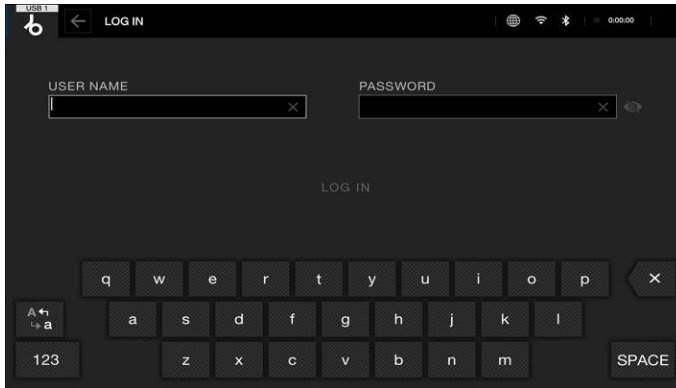 USB 1
LOG IN
0:00:00
USER NAME
PASSWORD
LOG IN
q w e r t y u i o p
A a
a s d f g h j k l
123 z x c v b n m SPACE